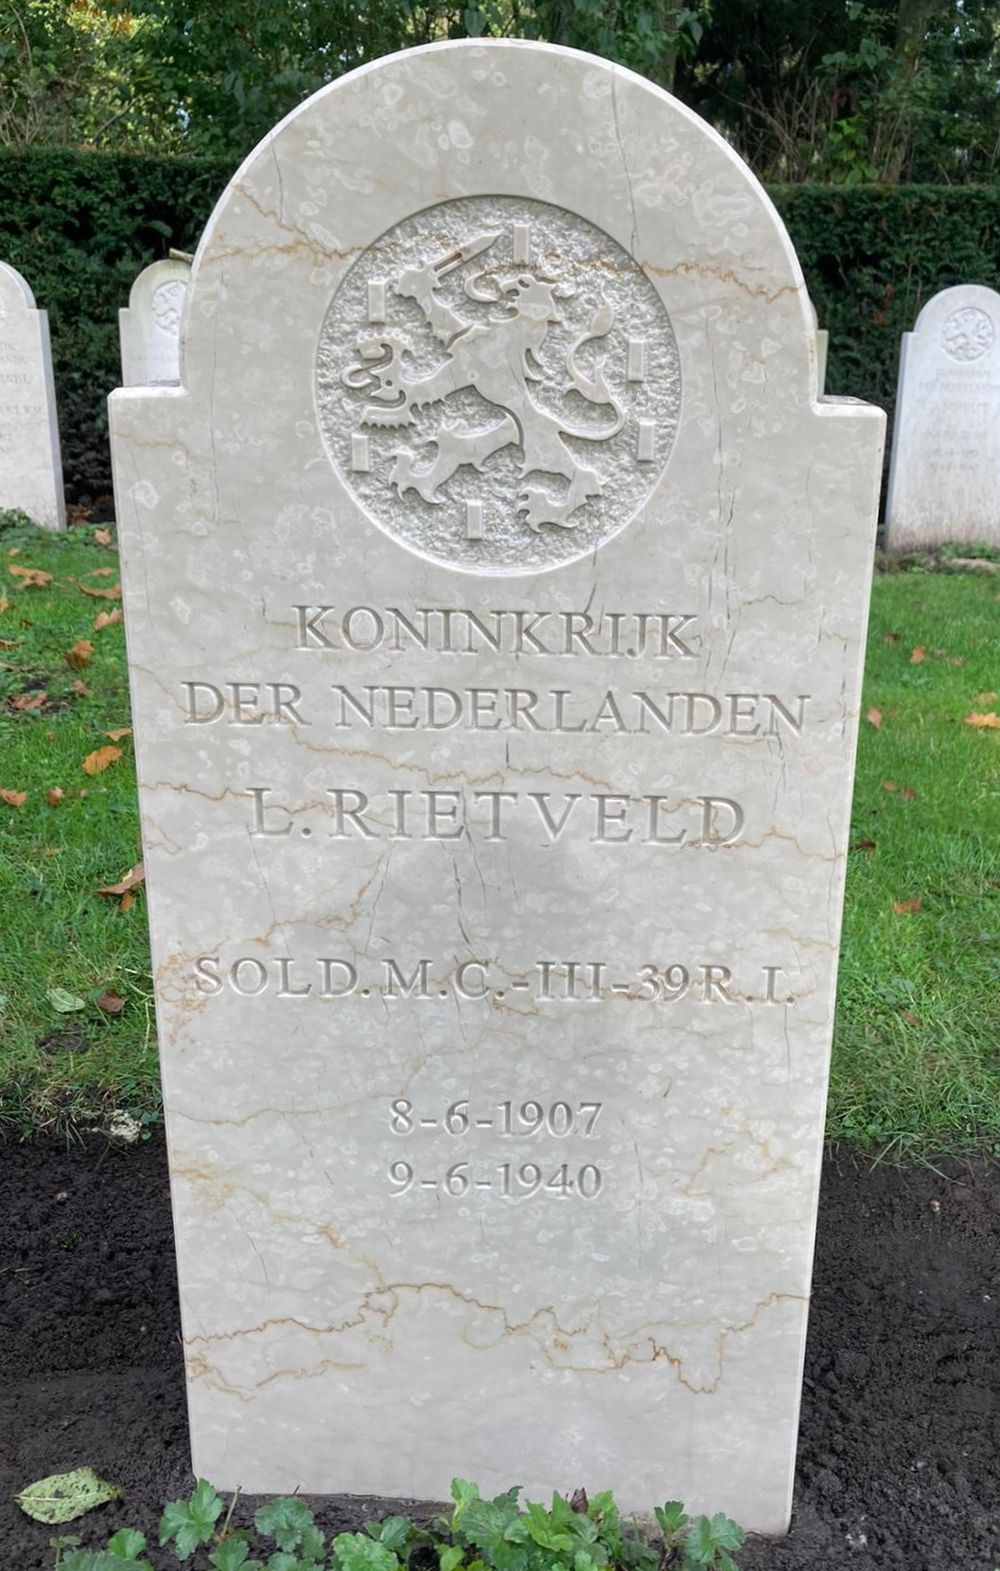 KONINKRIJK
DER NEDERLANDEN
L. RIETVELD
SOLD. M.C.-III-39 R.I.
8-6-1907
9-6-1940